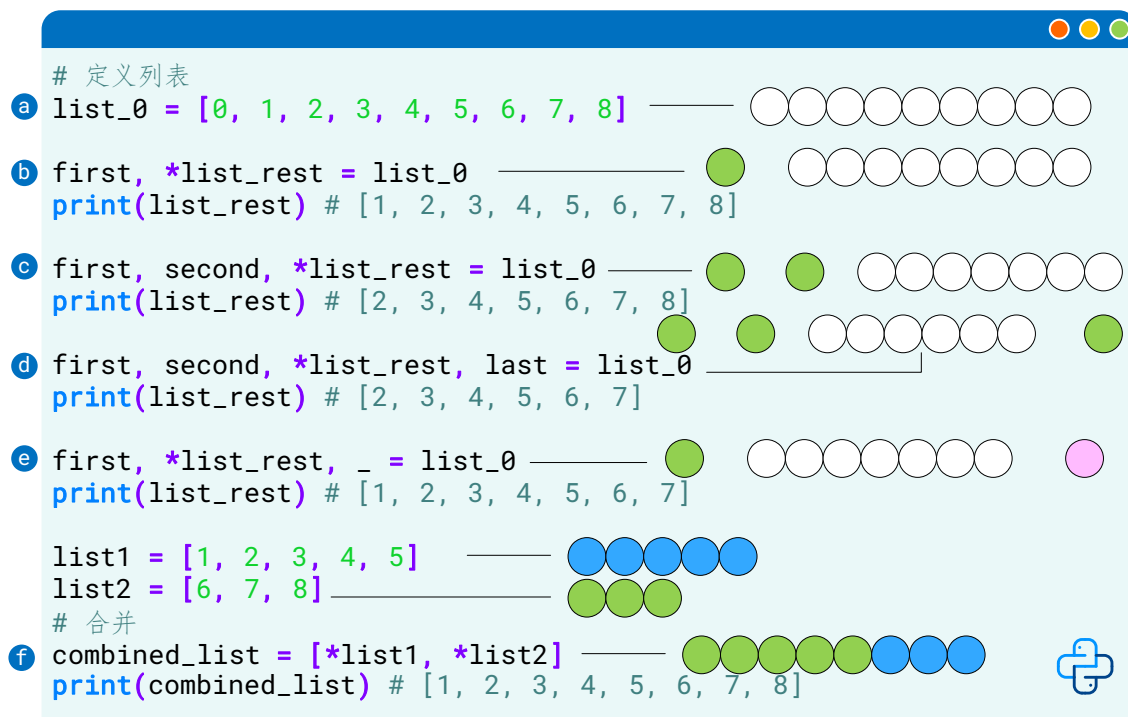 # 定义列表
a list_0 = [0, 1, 2, 3, 4, 5, 6, 7, 8]
b first, *list_rest = list_0
print(list_rest) # [1, 2, 3, 4, 5, 6, 7, 8]
c first, second, *list_rest = list_0
print(list_rest) # [2, 3, 4, 5, 6, 7, 8]
d first, second, *list_rest, last = list_0
print(list_rest) # [2, 3, 4, 5, 6, 7]
e first, *list_rest, _ = list_0
print(list_rest) # [1, 2, 3, 4, 5, 6, 7]
list1 = [1, 2, 3, 4, 5]
list2 = [6, 7, 8]
# 合并
f combined_list = [*list1, *list2]
print(combined_list) # [1, 2, 3, 4, 5, 6, 7, 8]